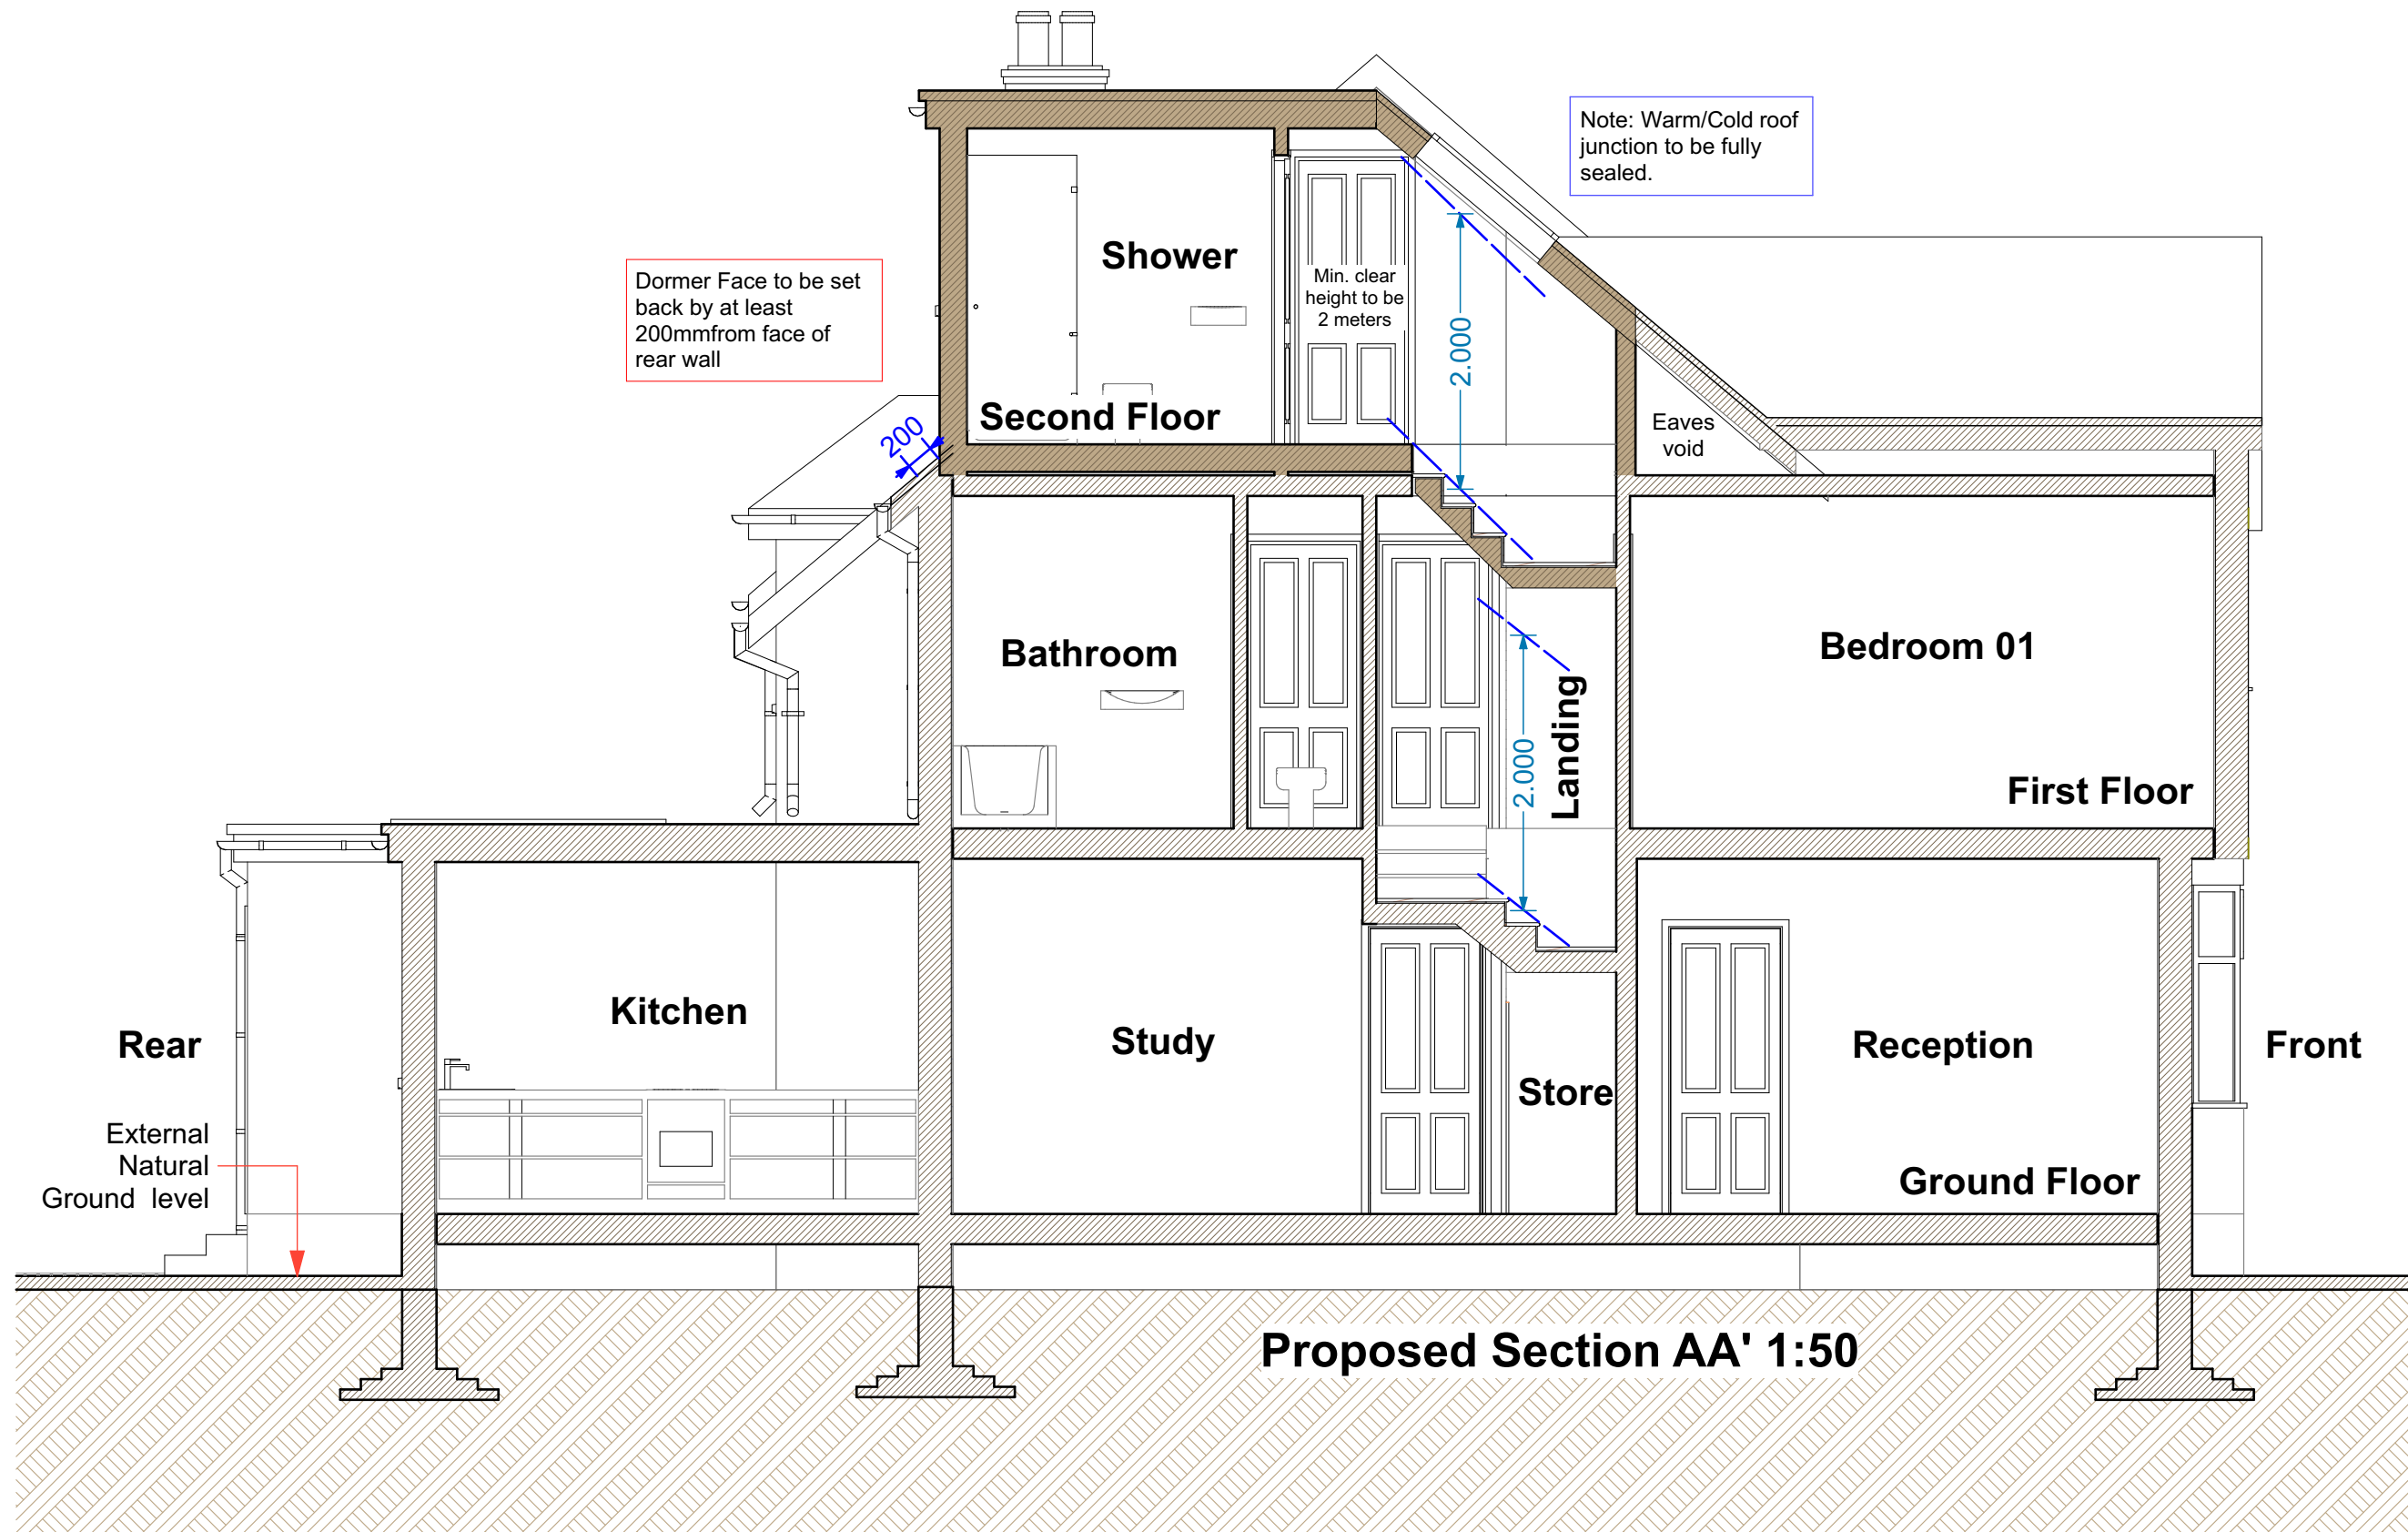 Note: Warm/Cold roof
junction to be fully
sealed.
Dormer Face to be set
back by at least
200mmfrom face of
rear wall
Shower
Min. clear
height to be
2 meters
2.000
Second Floor
200
Eaves
void
Bathroom
Landing
2.000
Bedroom 01
First Floor
Rear
Kitchen
Study
Store
Reception
Front
External
Natural
Ground level
Ground Floor
Proposed Section AA' 1:50